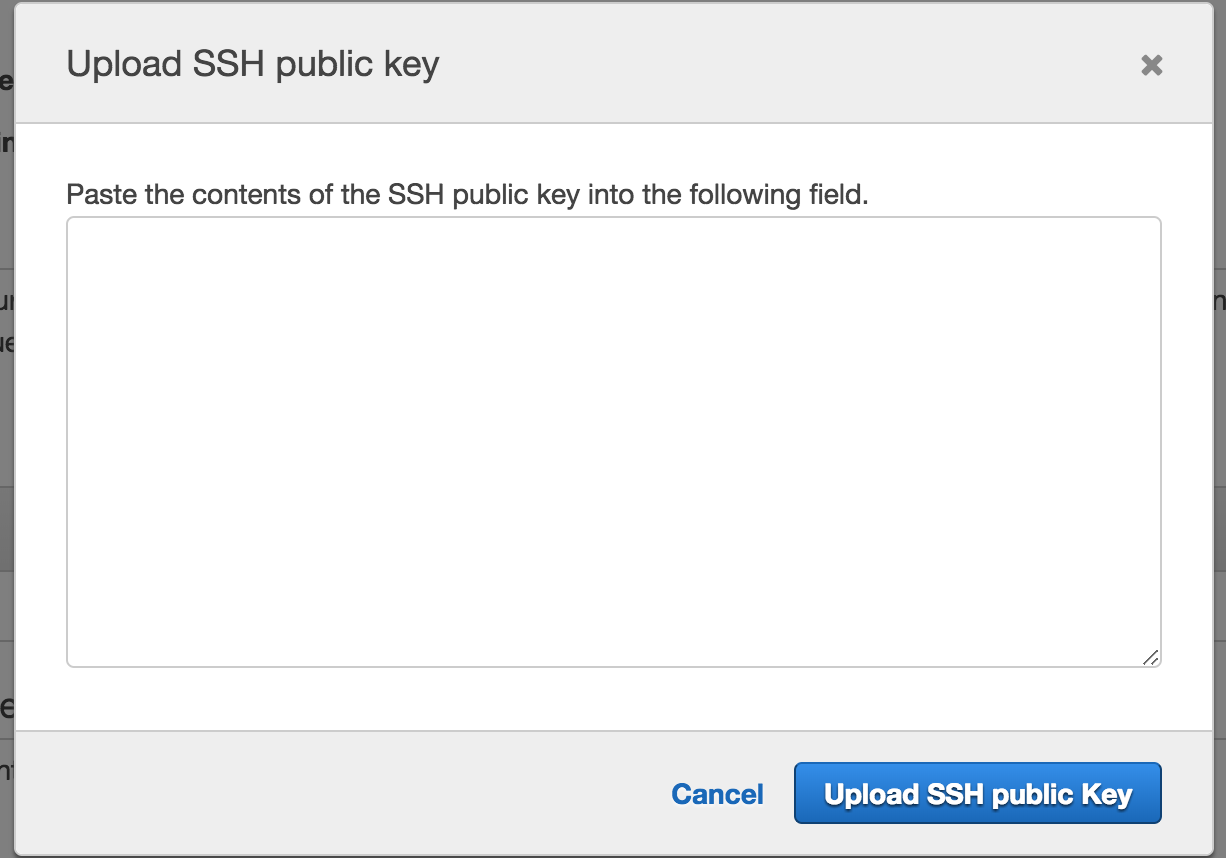 Upload SSH public key
Paste the contents of the SSH public key into the following field.
Cancel
Upload SSH public Key